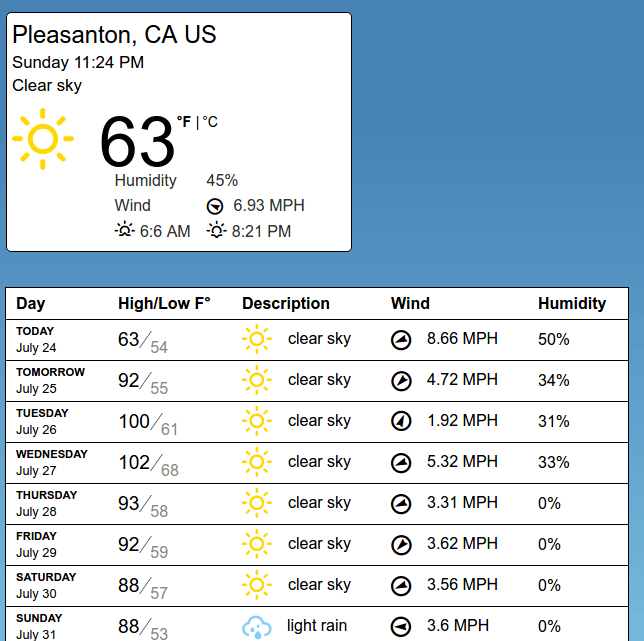 Pleasanton, CA US
Sunday 11:24 PM
Clear sky
63 °F | °C
Humidity 45%
Wind 6.93 MPH
6:6 AM 8:21 PM
Day High/Low F° Description Wind Humidity
TODAY
July 24 63/54 clear sky 8.66 MPH 50%
TOMORROW
July 25 92/55 clear sky 4.72 MPH 34%
TUESDAY
July 26 100/61 clear sky 1.92 MPH 31%
WEDNESDAY
July 27 102/68 clear sky 5.32 MPH 33%
THURSDAY
July 28 93/58 clear sky 3.31 MPH 0%
FRIDAY
July 29 92/59 clear sky 3.62 MPH 0%
SATURDAY
July 30 88/57 clear sky 3.56 MPH 0%
SUNDAY
July 31 88/53 light rain 3.6 MPH 0%